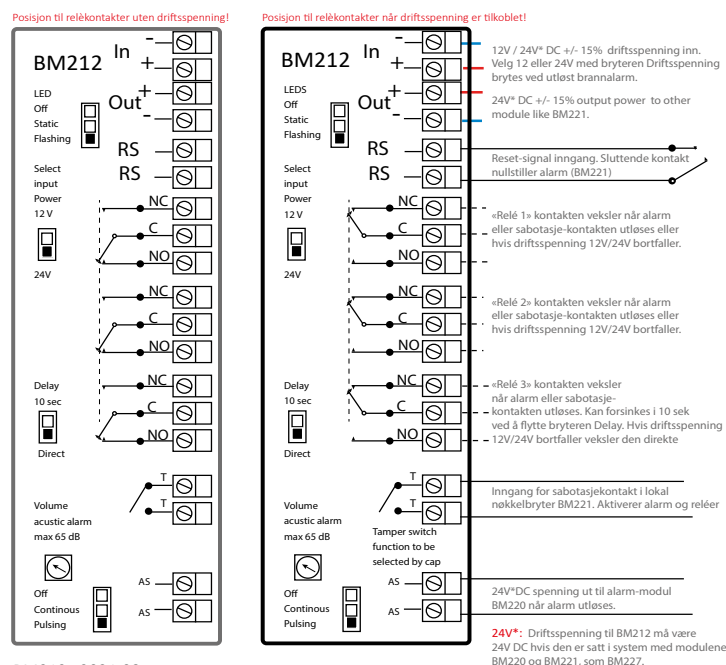 Posisjon til relèkontakter uten driftsspenning!
BM212
In
-
+
Out
+
-
LED
Off
Static
Flashing
RS
RS
Select
input
Power
12 V
24V
NC
C
NO
NC
C
NO
Delay
10 sec
Direct
NC
C
NO
T
T
Volume
acustic alarm
max 65 dB
Off
Continous
Pulsing
AS
AS
Posisjon til relèkontakter når driftsspenning er tilkoblet!
BM212
In
-
+
Out
+
-
LEDS
Off
Static
Flashing
RS
RS
Select
input
Power
12 V
24V
NC
C
NO
NC
C
NO
Delay
10 sec
Direct
NC
C
NO
T
T
Volume
acustic alarm
max 65 dB
Tamper switch
function to be
selected by cap
Off
Continous
Pulsing
AS
AS
12V / 24V* DC +/- 15% driftsspenning inn.
Velg 12 eller 24V med bryteren Driftsspenning
brytes ved utløst brannalarm.
24V* DC +/- 15% output power to other
module like BM221.
Reset-signal inngang. Sluttende kontakt
nullstiller alarm (BM221)
«Relé 1» kontakten veksler når alarm
eller sabotasje-kontakten utløses eller
hvis driftsspenning 12V/24V bortfaller.
«Relé 2» kontakten veksler når alarm
eller sabotasje-kontakten utløses eller
hvis driftsspenning 12V/24V bortfaller.
«Relé 3» kontakten veksler
når alarm eller sabotasje-
kontakten utløses. Kan forsinkes i 10 sek
ved å flytte bryteren Delay. Hvis driftsspenning
12V/24V bortfaller veksler den direkte
Inngang for sabotasjekontakt i lokal
nøkkelbryter BM221. Aktiverer alarm og reléer
24V*DC spenning ut til alarm-modul
BM220 når alarm utløses.
24V*: Driftsspenning til BM212 må være
24V DC hvis den er satt i system med modulene
BM220 og BM221, som BM227.